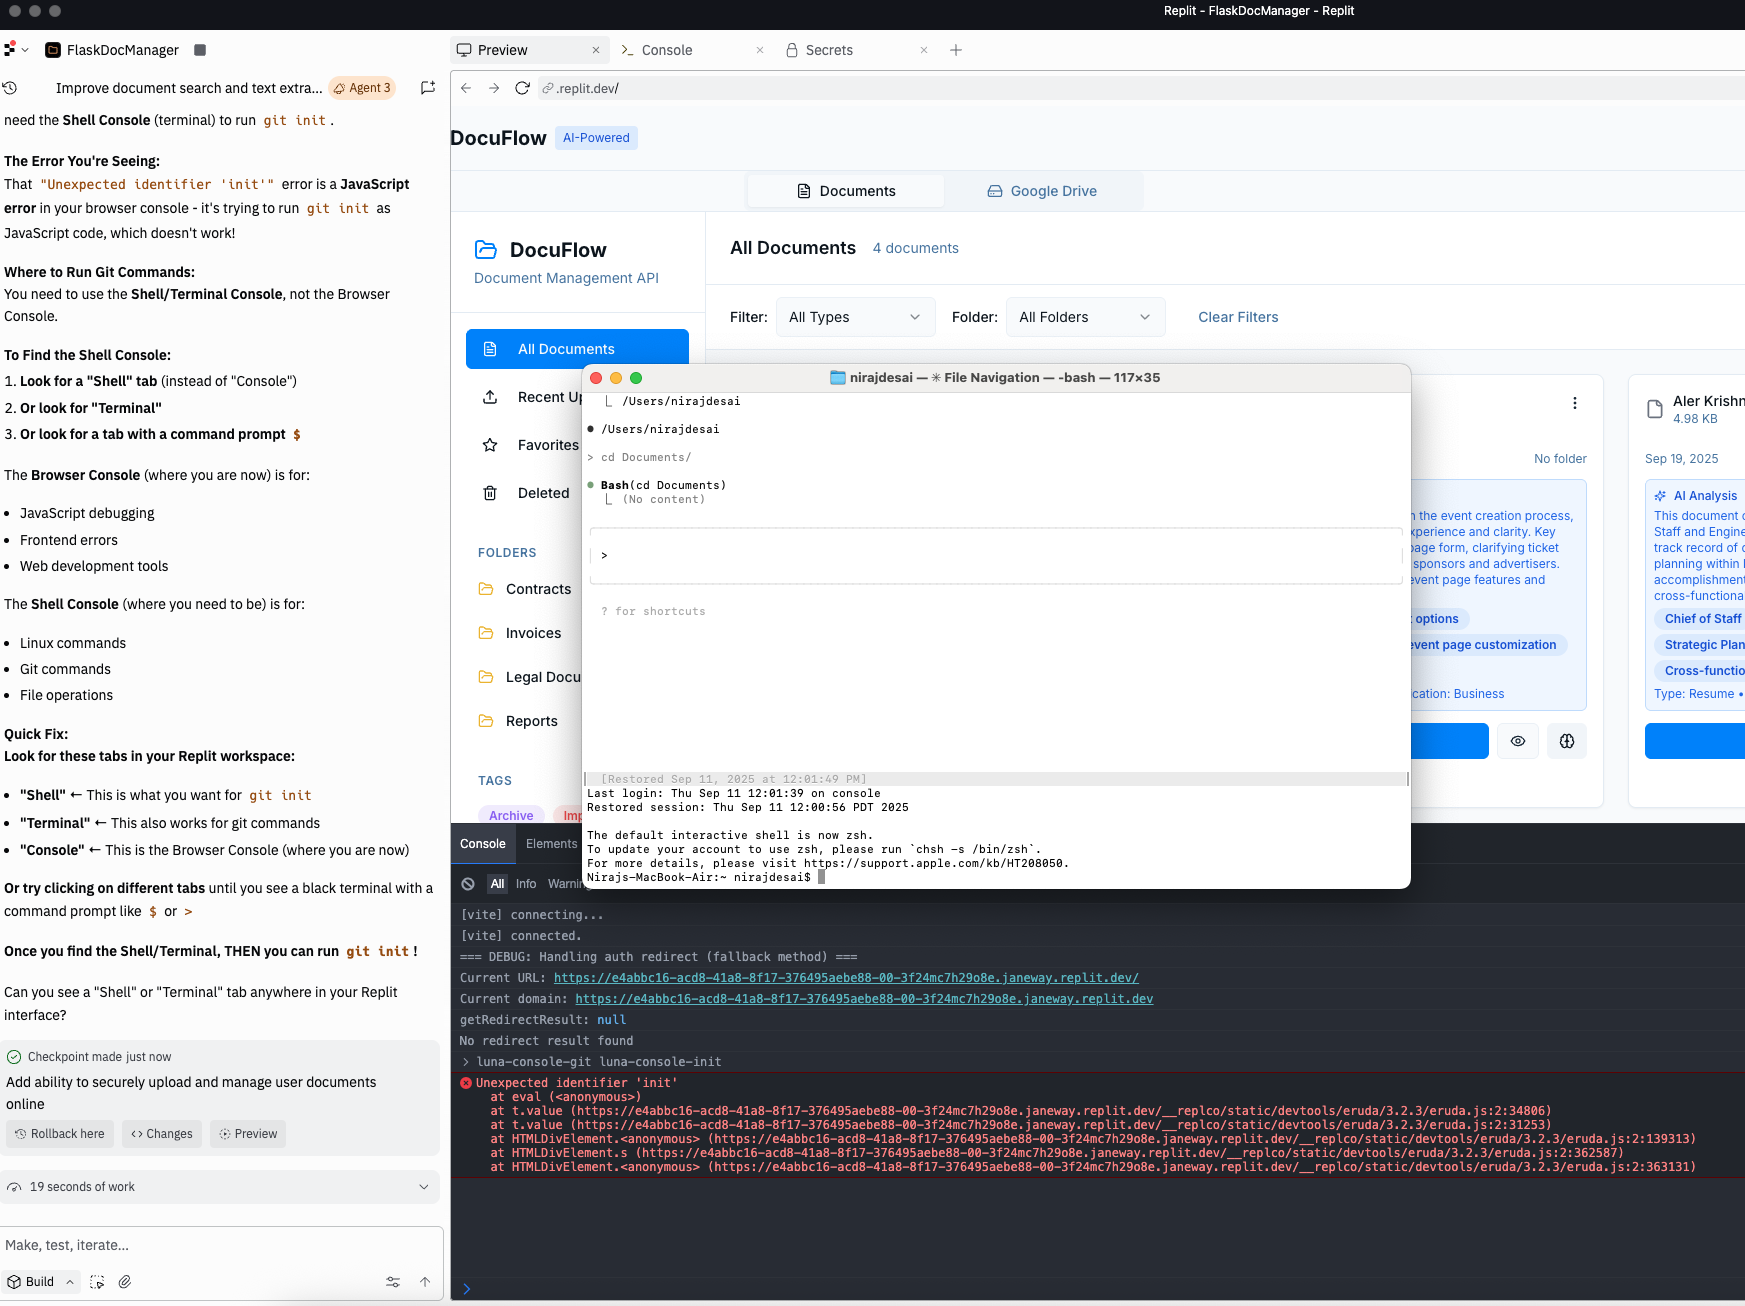 Replit - FlaskDocManager - Replit
FlaskDocManager
Improve document search and text extra... Agent 3
need the Shell Console (terminal) to run git init.
The Error You're Seeing:
That "Unexpected identifier 'init'" error is a JavaScript
error in your browser console - it's trying to run git init as
JavaScript code, which doesn't work!
Where to Run Git Commands:
You need to use the Shell/Terminal Console, not the Browser
Console.
To Find the Shell Console:
1. Look for a "Shell" tab (instead of "Console")
2. Or look for "Terminal"
3. Or look for a tab with a command prompt $
The Browser Console (where you are now) is for:
• JavaScript debugging
• Frontend errors
• Web development tools
The Shell Console (where you need to be) is for:
• Linux commands
• Git commands
• File operations
Quick Fix:
Look for these tabs in your Replit workspace:
• "Shell" ← This is what you want for git init
• "Terminal" ← This also works for git commands
• "Console" ← This is the Browser Console (where you are now)
Or try clicking on different tabs until you see a black terminal with a
command prompt like $ or >
Once you find the Shell/Terminal, THEN you can run git init!
Can you see a "Shell" or "Terminal" tab anywhere in your Replit
interface?
Checkpoint made just now
Add ability to securely upload and manage user documents
online
Rollback here
Changes
Preview
19 seconds of work
Make, test, iterate...
Build
Preview
Console
Secrets
.replit.dev/
DocuFlow AI-Powered
Documents
Google Drive
DocuFlow
Document Management API
All Documents
Recent Up
Favorites
Deleted
FOLDERS
Contracts
Invoices
Legal Docu
Reports
TAGS
Archive
Imp
All Documents 4 documents
Filter: All Types
Folder: All Folders
Clear Filters
No folder
n the event creation process,
xperience and clarity. Key
page form, clarifying ticket
sponsors and advertisers.
event page features and
t options
event page customization
cation: Business
Aler Krishn
4.98 KB
Sep 19, 2025
AI Analysis
This document
Staff and Engine
track record of
planning within
accomplishment
cross-functiona
Chief of Staff
Strategic Plan
Cross-functio
Type: Resume •
nirajdesai — ✳ File Navigation — -bash — 117×35
⎿ /Users/nirajdesai
● /Users/nirajdesai
> cd Documents/
● Bash(cd Documents)
⎿ (No content)
>
? for shortcuts
[Restored Sep 11, 2025 at 12:01:49 PM]
Last login: Thu Sep 11 12:01:39 on console
Restored session: Thu Sep 11 12:00:56 PDT 2025
The default interactive shell is now zsh.
To update your account to use zsh, please run `chsh -s /bin/zsh`.
For more details, please visit https://support.apple.com/kb/HT208050.
Nirajs-MacBook-Air:~ nirajdesai$
Console
Elements
All
Info
Warnin
[vite] connecting...
[vite] connected.
=== DEBUG: Handling auth redirect (fallback method) ===
Current URL: https://e4abbc16-acd8-41a8-8f17-376495aebe88-00-3f24mc7h29o8e.janeway.replit.dev/
Current domain: https://e4abbc16-acd8-41a8-8f17-376495aebe88-00-3f24mc7h29o8e.janeway.replit.dev
getRedirectResult: null
No redirect result found
> luna-console-git luna-console-init
Unexpected identifier 'init'
at eval (<anonymous>)
at t.value (https://e4abbc16-acd8-41a8-8f17-376495aebe88-00-3f24mc7h29o8e.janeway.replit.dev/__replco/static/devtools/eruda/3.2.3/eruda.js:2:34806)
at t.value (https://e4abbc16-acd8-41a8-8f17-376495aebe88-00-3f24mc7h29o8e.janeway.replit.dev/__replco/static/devtools/eruda/3.2.3/eruda.js:2:31253)
at HTMLDivElement.<anonymous> (https://e4abbc16-acd8-41a8-8f17-376495aebe88-00-3f24mc7h29o8e.janeway.replit.dev/__replco/static/devtools/eruda/3.2.3/eruda.js:2:139313)
at HTMLDivElement.s (https://e4abbc16-acd8-41a8-8f17-376495aebe88-00-3f24mc7h29o8e.janeway.replit.dev/__replco/static/devtools/eruda/3.2.3/eruda.js:2:362587)
at HTMLDivElement.<anonymous> (https://e4abbc16-acd8-41a8-8f17-376495aebe88-00-3f24mc7h29o8e.janeway.replit.dev/__replco/static/devtools/eruda/3.2.3/eruda.js:2:363131)